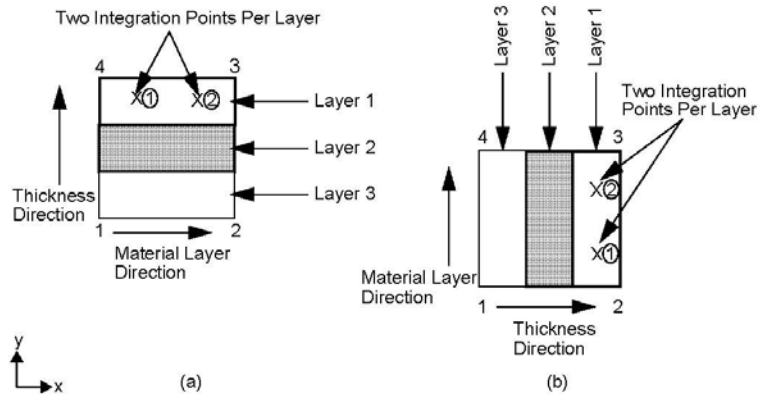 Two Integration Points Per Layer
4
3
X1
X2
Layer 1
Layer 2
Layer 3
Thickness
Direction
1
2
Material Layer
Direction
(a)
y
x
Layer 3
Layer 2
Layer 1
Two Integration
Points Per Layer
4
3
X2
X1
Material Layer
Direction
1
2
Thickness
Direction
(b)